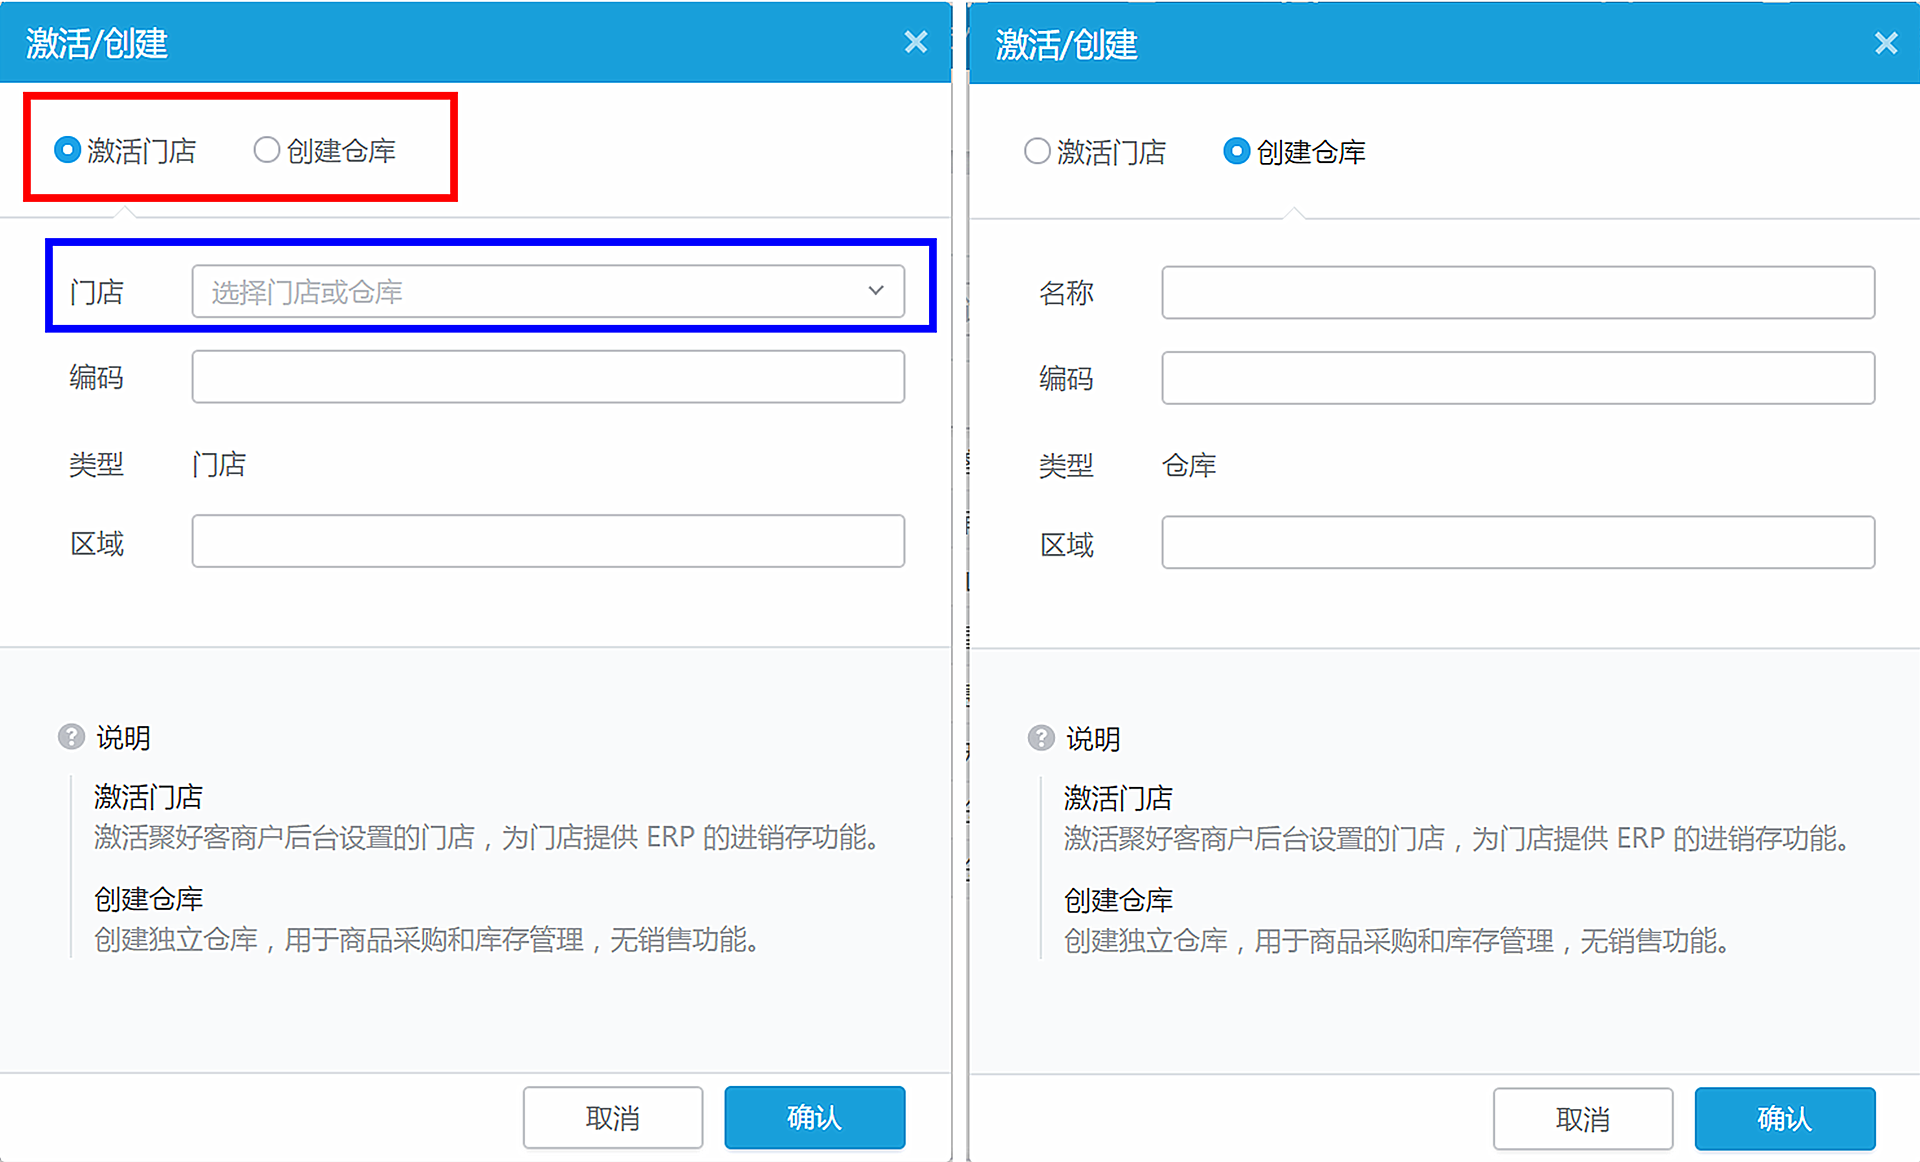 激活/创建
激活门店 创建仓库
门店 选择门店或仓库
编码
类型 门店
区域
说明
激活门店
激活聚好客商户后台设置的门店，为门店提供 ERP 的进销存功能。
创建仓库
创建独立仓库，用于商品采购和库存管理，无销售功能。
取消 确认
激活/创建
激活门店 创建仓库
名称
编码
类型 仓库
区域
说明
激活门店
激活聚好客商户后台设置的门店，为门店提供 ERP 的进销存功能。
创建仓库
创建独立仓库，用于商品采购和库存管理，无销售功能。
取消 确认